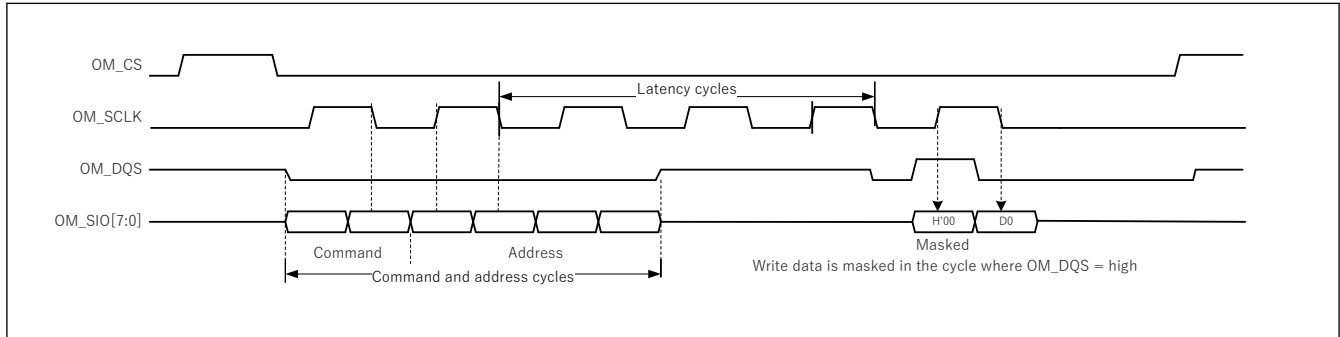 OM_CS
Latency cycles
OM_SCLK
OM_DQS
OM_SIO[7:0]
H'00
D0
Command
Address
Masked
Command and address cycles
Write data is masked in the cycle where OM_DQS = high